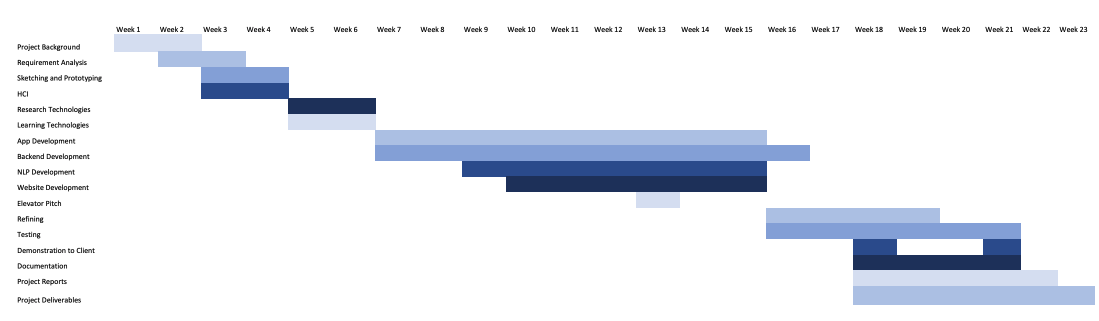 Week 1 Week 2 Week 3 Week 4 Week 5 Week 6 Week 7 Week 8 Week 9 Week 10 Week 11 Week 12 Week 13 Week 14 Week 15 Week 16 Week 17 Week 18 Week 19 Week 20 Week 21 Week 22 Week 23
Project Background
Requirement Analysis
Sketching and Prototyping
HCI
Research Technologies
Learning Technologies
App Development
Backend Development
NLP Development
Website Development
Elevator Pitch
Refining
Testing
Demonstration to Client
Documentation
Project Reports
Project Deliverables